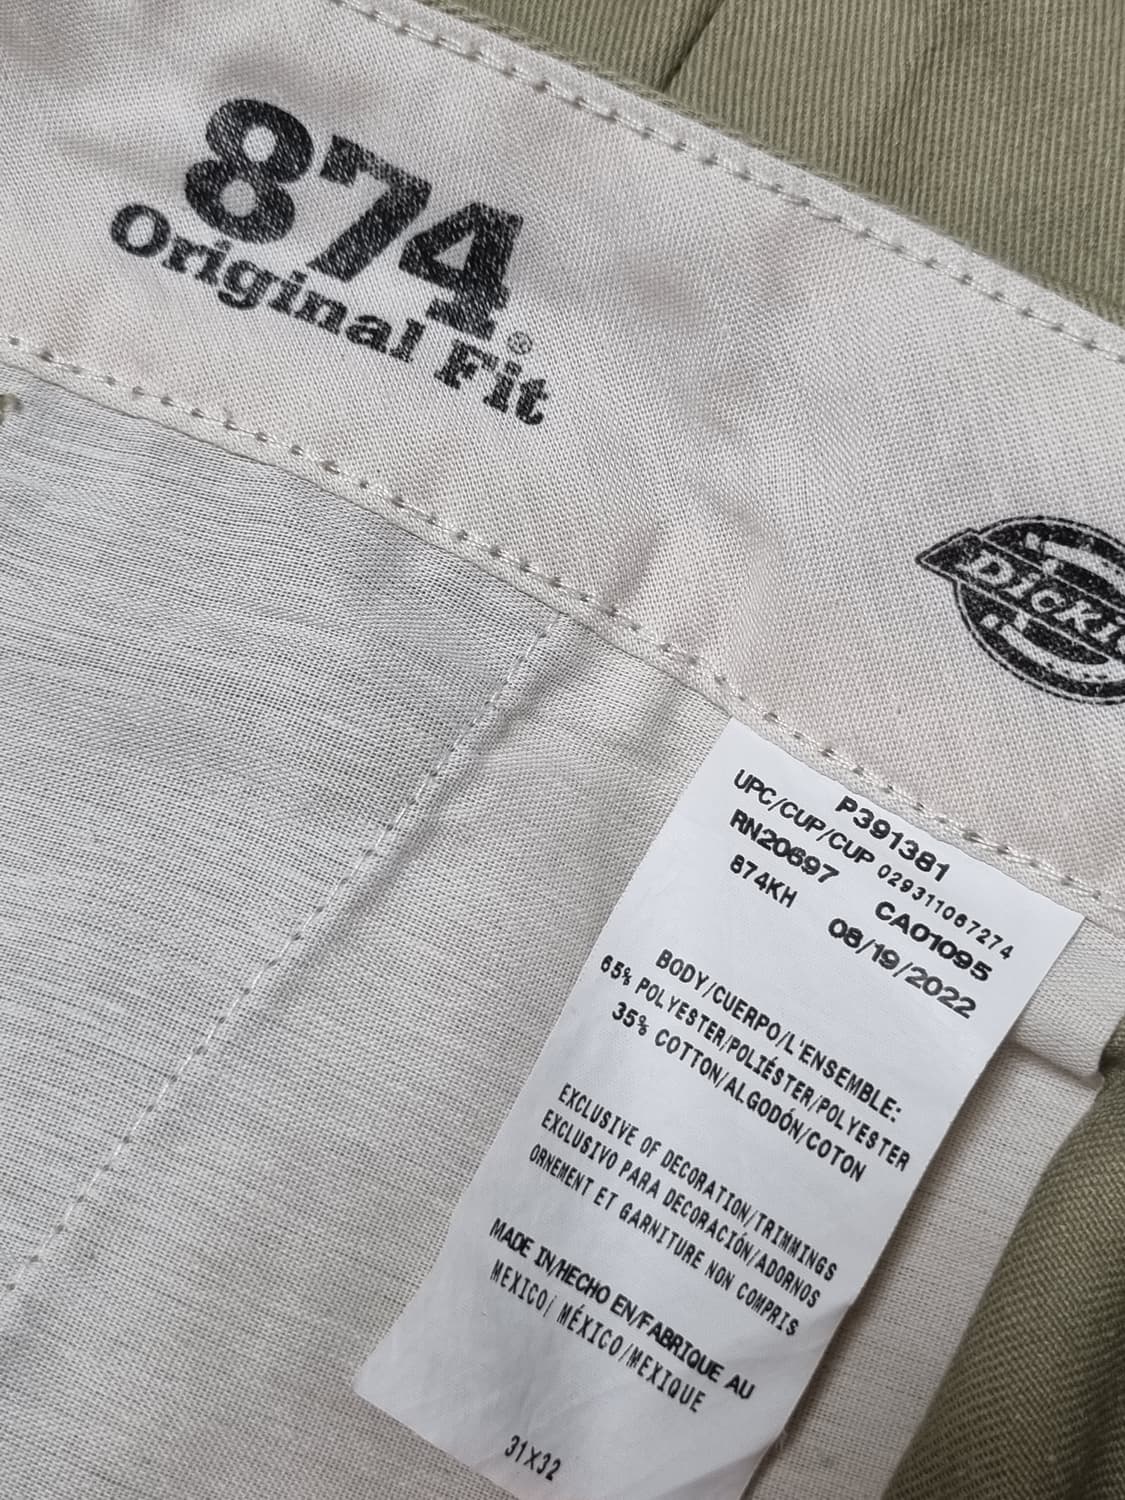 874®
Original Fit
Dickie
P391381
UPC/CUP/CUP 029311067274
RN20697 CA01095
874KH 08/19/2022
BODY/CUERPO/L'ENSEMBLE:
65% POLYESTER/POLIÉSTER/POLYESTER
35% COTTON/ALGODÓN/COTON
EXCLUSIVE OF DECORATION/TRIMMINGS
EXCLUSIVO PARA DECORACIÓN/ADORNOS
ORNEMENT ET GARNITURE NON COMPRIS
MADE IN/HECHO EN/FABRIQUE AU
MEXICO/ MÉXICO/MEXIQUE
31X32